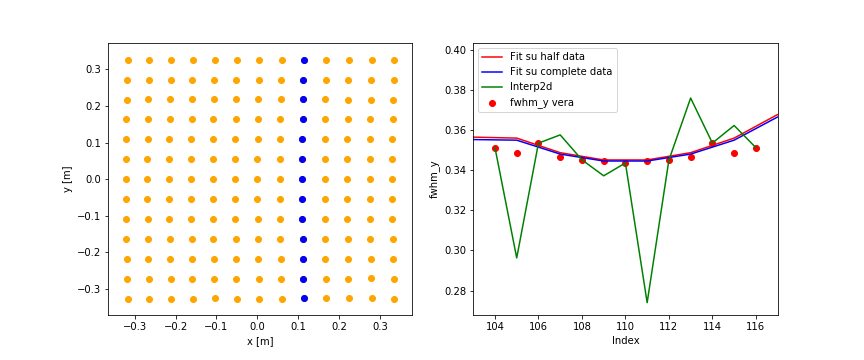 0.3
0.2
0.1
0.0
−0.1
−0.2
−0.3
y [m]
−0.3 −0.2 −0.1 0.0 0.1 0.2 0.3
x [m]
0.40
0.38
0.36
0.34
0.32
0.30
0.28
fwhm_y
Fit su half data
Fit su complete data
Interp2d
fwhm_y vera
104 106 108 110 112 114 116
Index